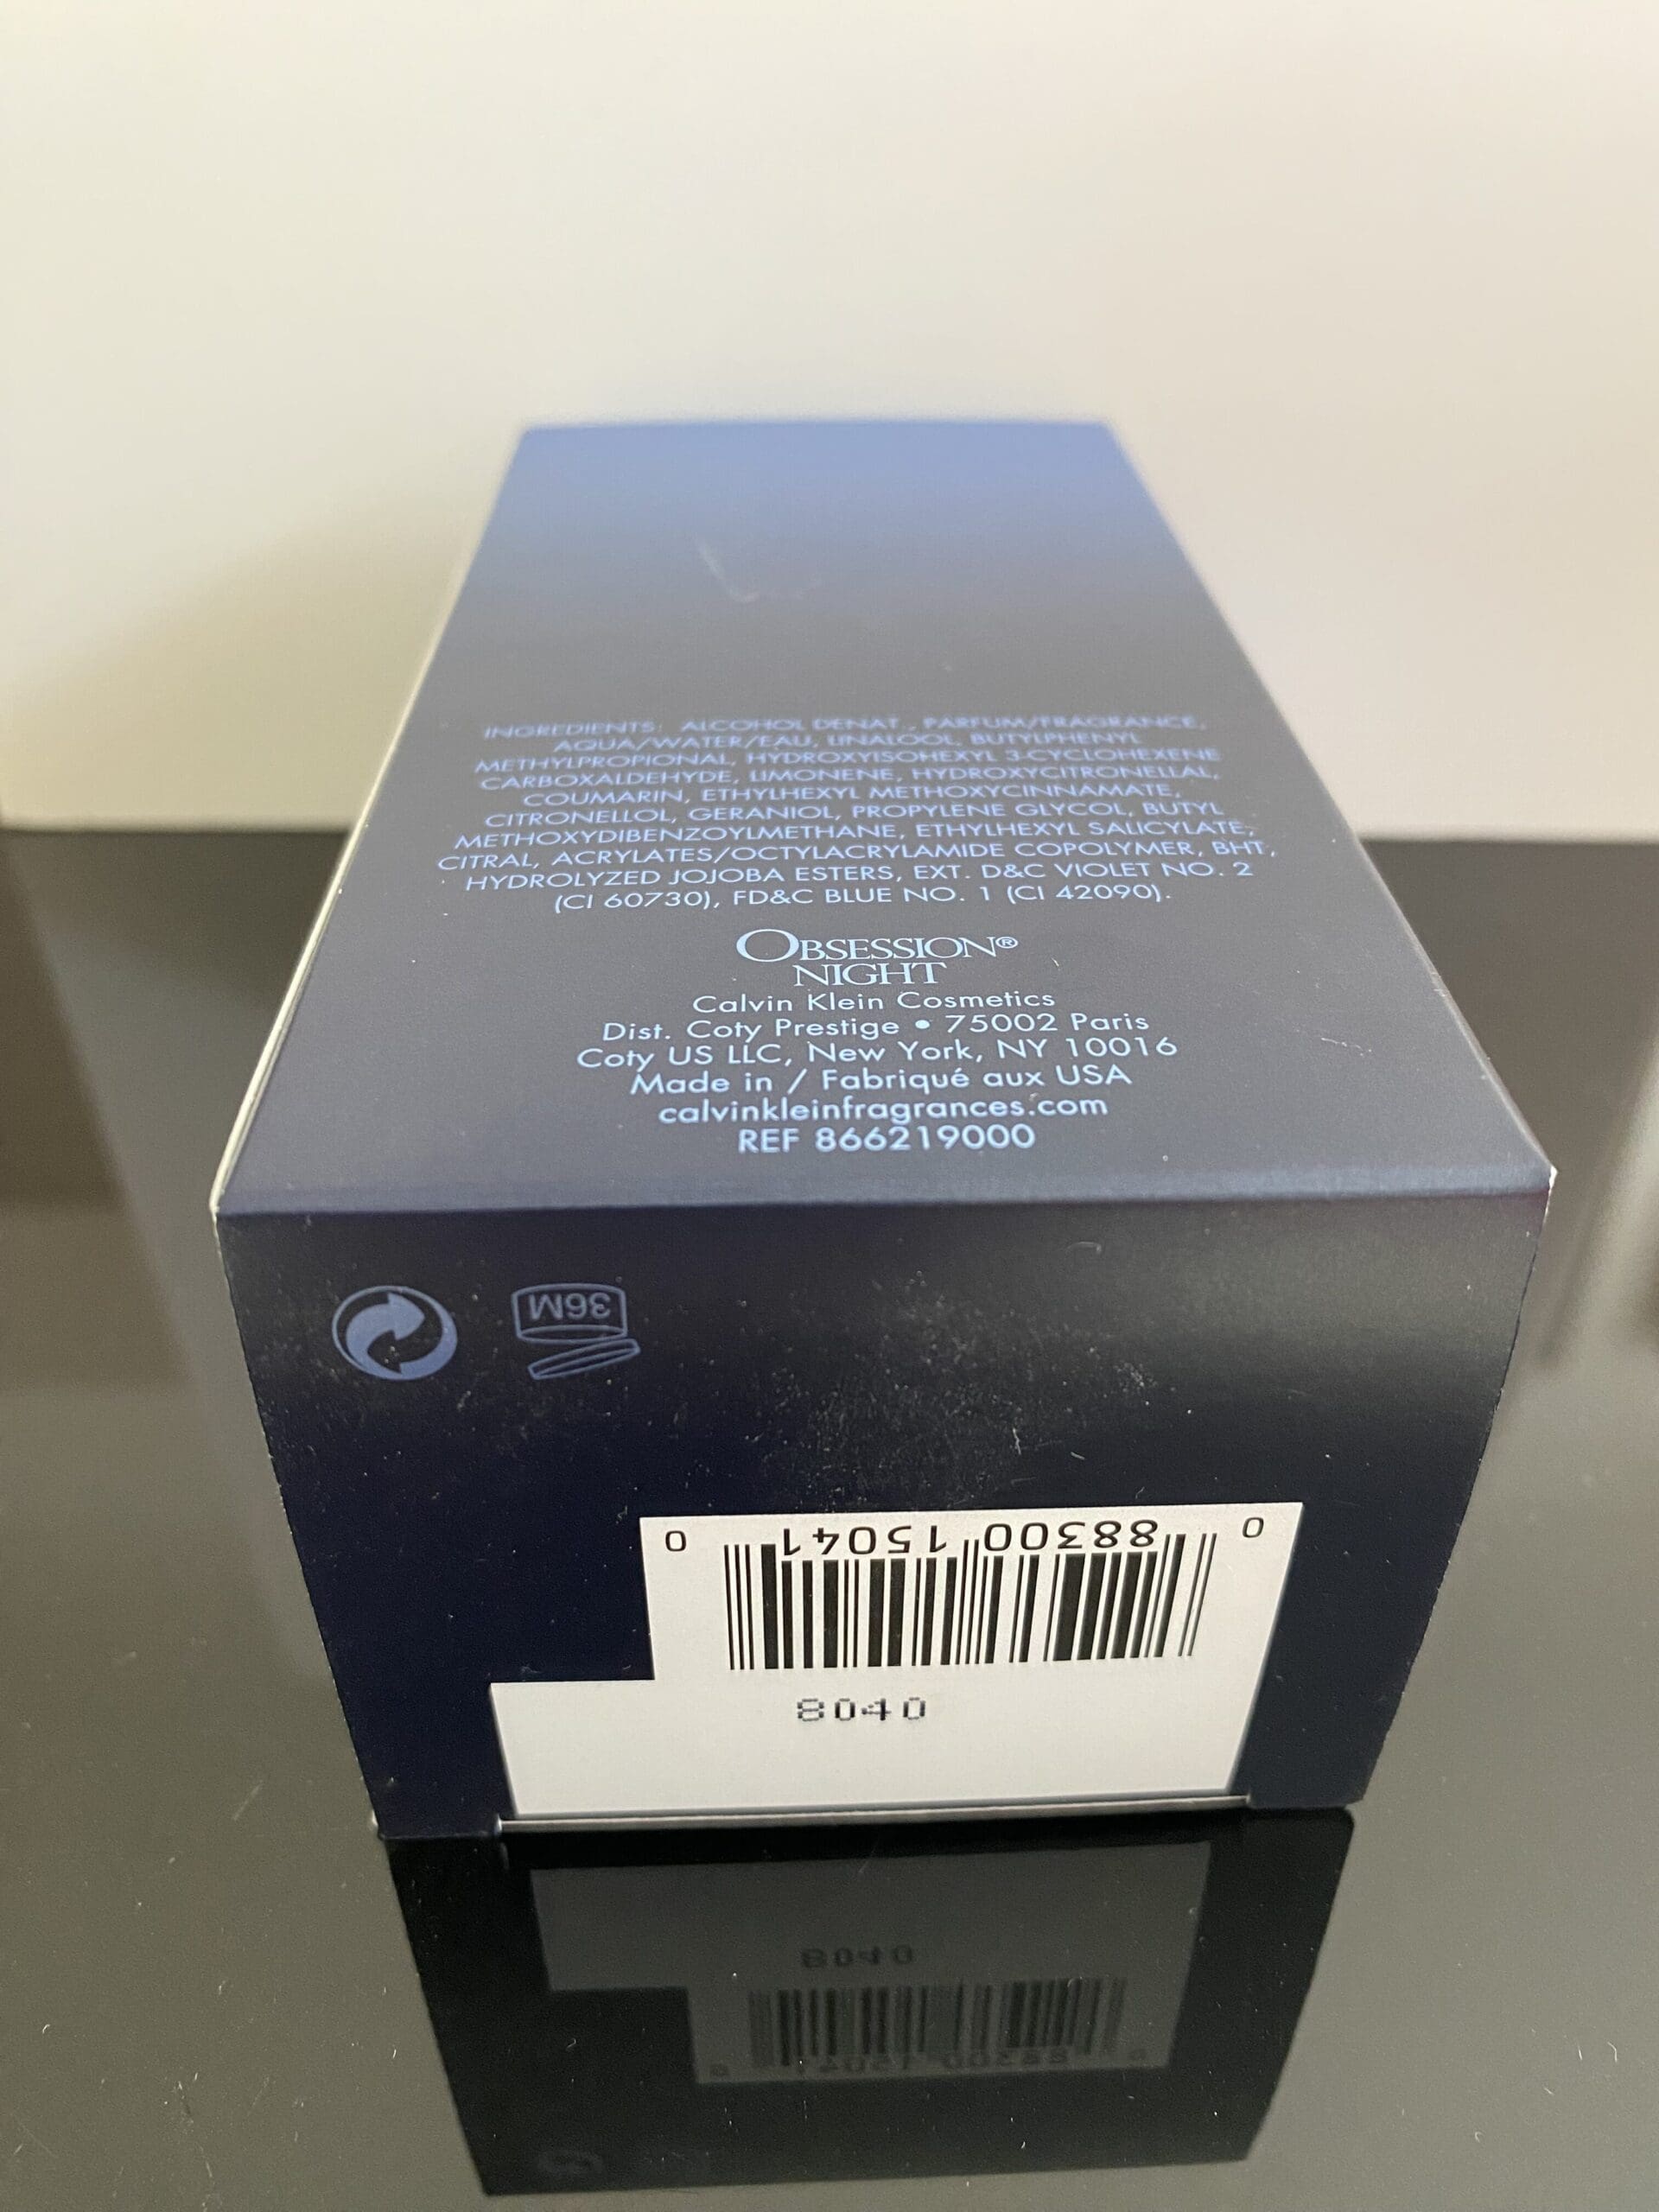 INGREDIENTS: ALCOHOL DENAT., PARFUM/FRAGRANCE,
AQUA/WATER/EAU, LINALOOL, BUTYLPHENYL
METHYLPROPIONAL, HYDROXYISOHEXYL 3-CYCLOHEXENE
CARBOXALDEHYDE, LIMONENE, HYDROXYCITRONELLAL,
COUMARIN, ETHYLHEXYL METHOXYCINNAMATE,
CITRONELLOL, GERANIOL, PROPYLENE GLYCOL, BUTYL
METHOXYDIBENZOYLMETHANE, ETHYLHEXYL SALICYLATE,
CITRAL, ACRYLATES/OCTYLACRYLAMIDE COPOLYMER, BHT,
HYDROLYZED JOJOBA ESTERS, EXT. D&C VIOLET NO. 2
(CI 60730), FD&C BLUE NO. 1 (CI 42090).
OBSESSION®
NIGHT
Calvin Klein Cosmetics
Dist. Coty Prestige • 75002 Paris
Coty US LLC, New York, NY 10016
Made in / Fabriqué aux USA
calvinkleinfragrances.com
REF 866219000
36M
0 88300 15041 0
8040